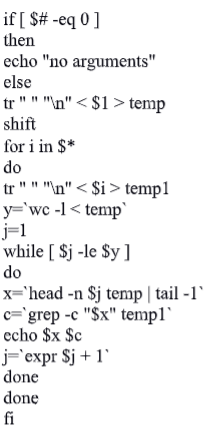 if [ $# -eq 0 ]
then
echo "no arguments"
else
tr " " "\n" < $1 > temp
shift
for i in $*
do
tr " " "\n" < $i > temp1
y=`wc -l < temp`
j=1
while [ $j -le $y ]
do
x=`head -n $j temp | tail -1`
c=`grep -c "$x" temp1`
echo $x $c
j=`expr $j + 1`
done
done
fi